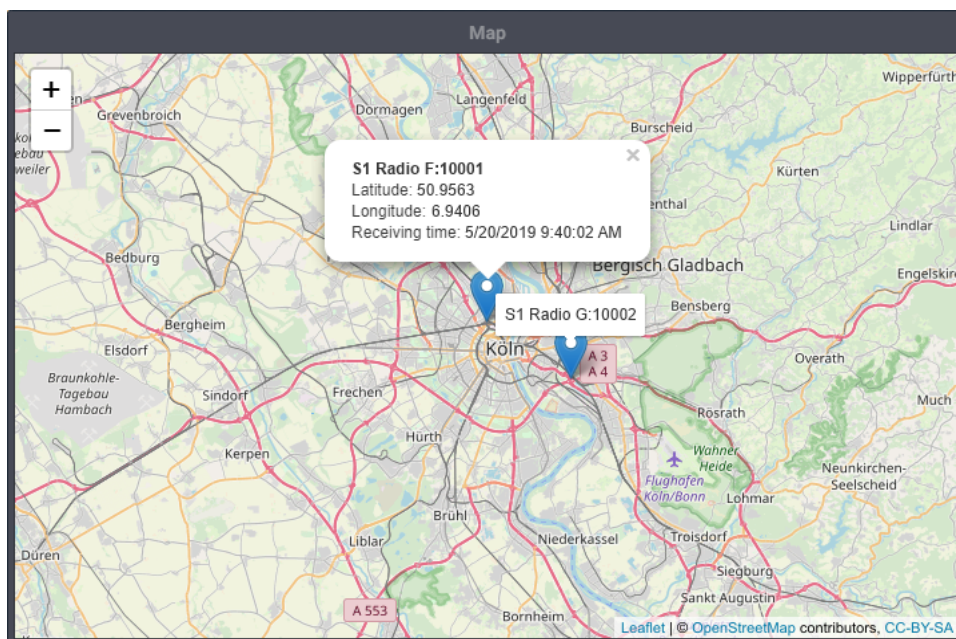 Map
+
−
Grevenbroich
Dormagen
Langenfeld
Wipperfürth
Burscheid
Kürten
S1 Radio F:10001
Latitude: 50.9563
Longitude: 6.9406
Receiving time: 5/20/2019 9:40:02 AM
×
Lindlar
Bedburg
Bergisch Gladbach
Engelskir
Bensberg
S1 Radio G:10002
Bergheim
Elsdorf
Köln
A 3
A 4
Overath
Braunkohle-
Tagebau
Hambach
Sindorf
Frechen
Much
Rösrath
Hürth
Kerpen
Wahner
Heide
Flughafen
Koln/Bonn
Neunkirchen-
Seelscheid
Lohmar
Brühl
Düren
Liblar
Niederkassel
Troisdorf
Siegburg
Sankt Augustin
A 553
Bornheim
Leaflet | © OpenStreetMap contributors, CC-BY-SA